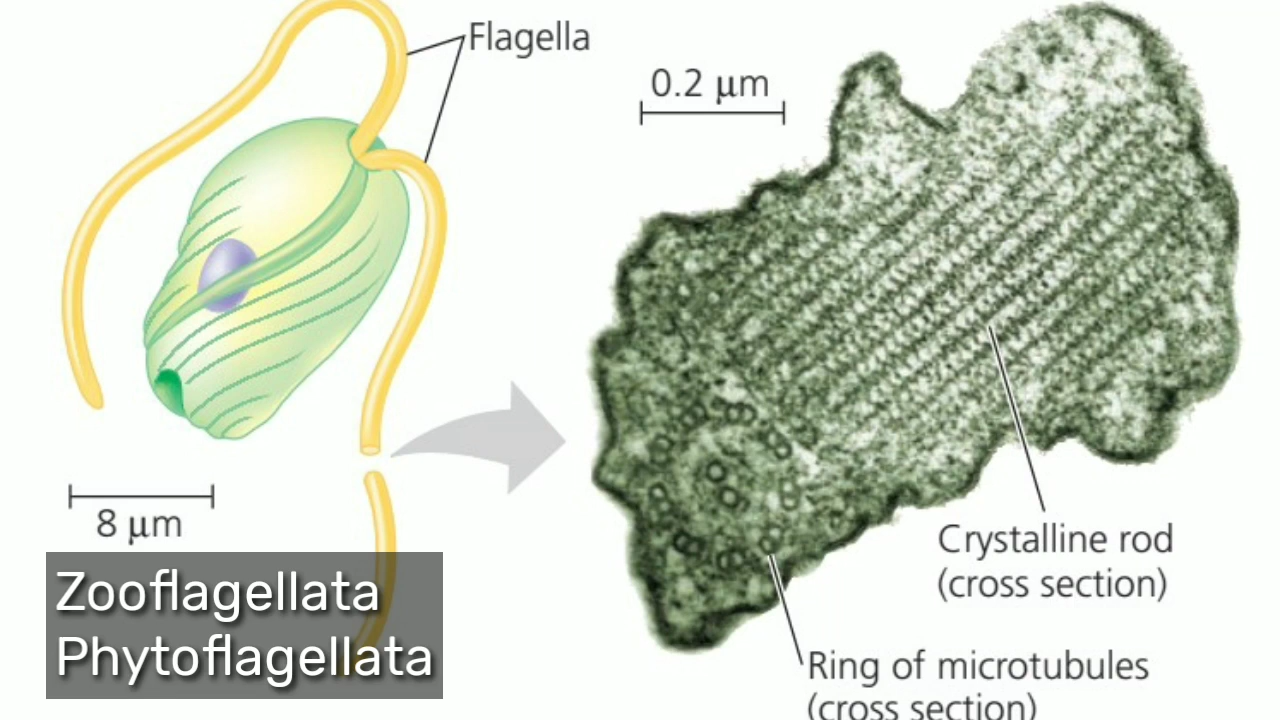 Flagella
0.2 μm
8 μm
Zooflagellata
Phytoflagellata
Crystalline rod
(cross section)
Ring of microtubules
(cross section)